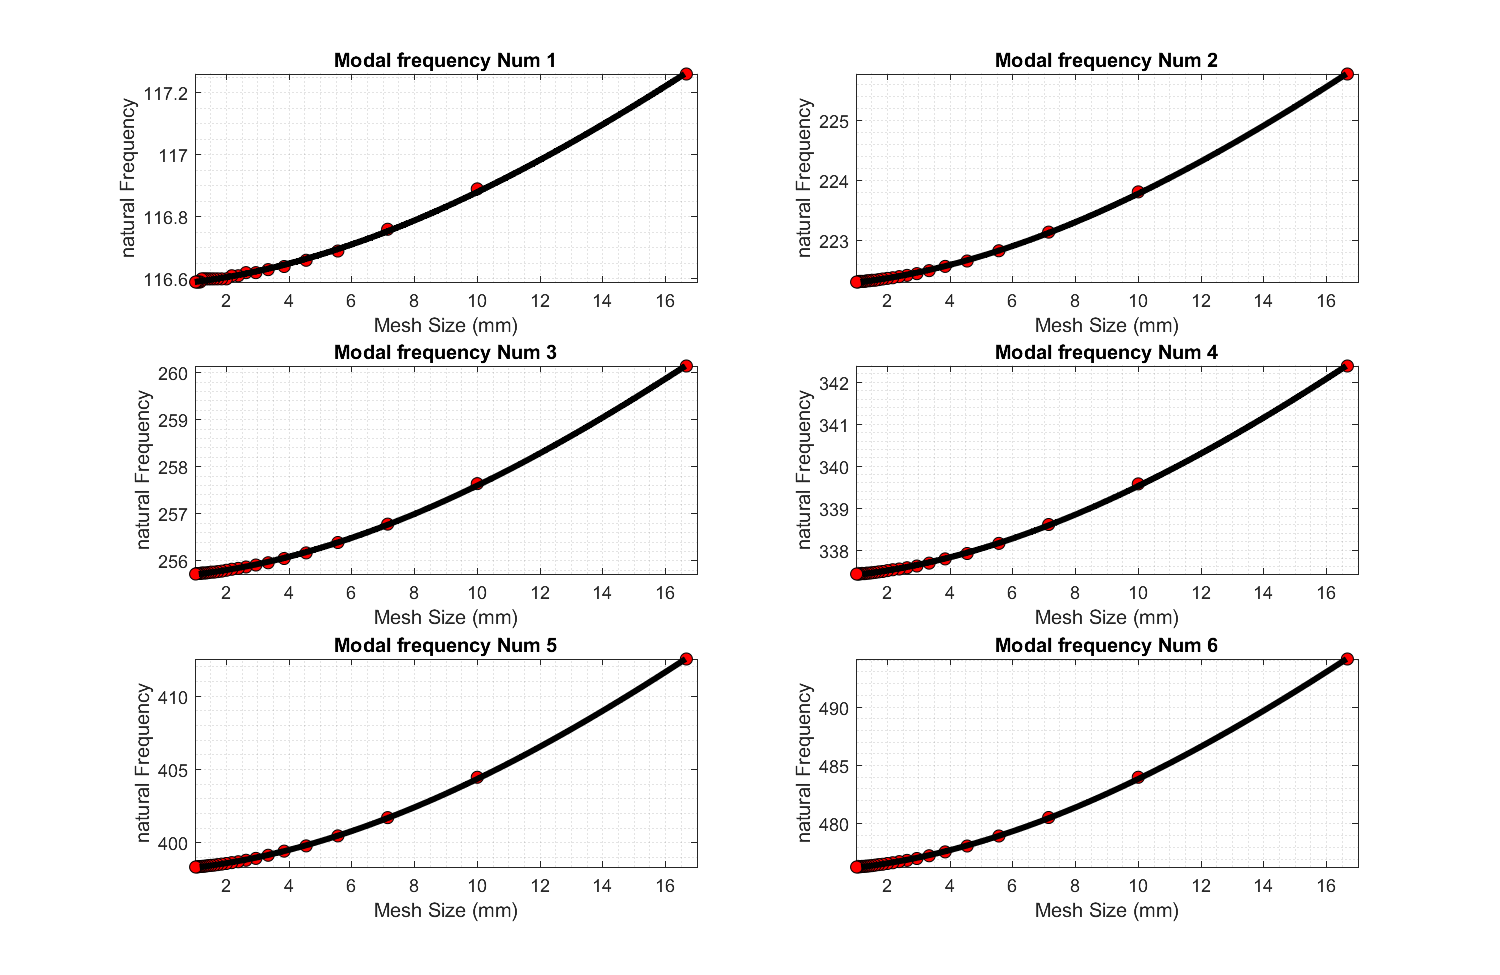 Modal frequency Num 1
natural Frequency
117.2
117
116.8
116.6
2 4 6 8 10 12 14 16
Mesh Size (mm)
Modal frequency Num 2
natural Frequency
225
224
223
2 4 6 8 10 12 14 16
Mesh Size (mm)
Modal frequency Num 3
natural Frequency
260
259
258
257
256
2 4 6 8 10 12 14 16
Mesh Size (mm)
Modal frequency Num 4
natural Frequency
342
341
340
339
338
2 4 6 8 10 12 14 16
Mesh Size (mm)
Modal frequency Num 5
natural Frequency
410
405
400
2 4 6 8 10 12 14 16
Mesh Size (mm)
Modal frequency Num 6
natural Frequency
490
485
480
2 4 6 8 10 12 14 16
Mesh Size (mm)